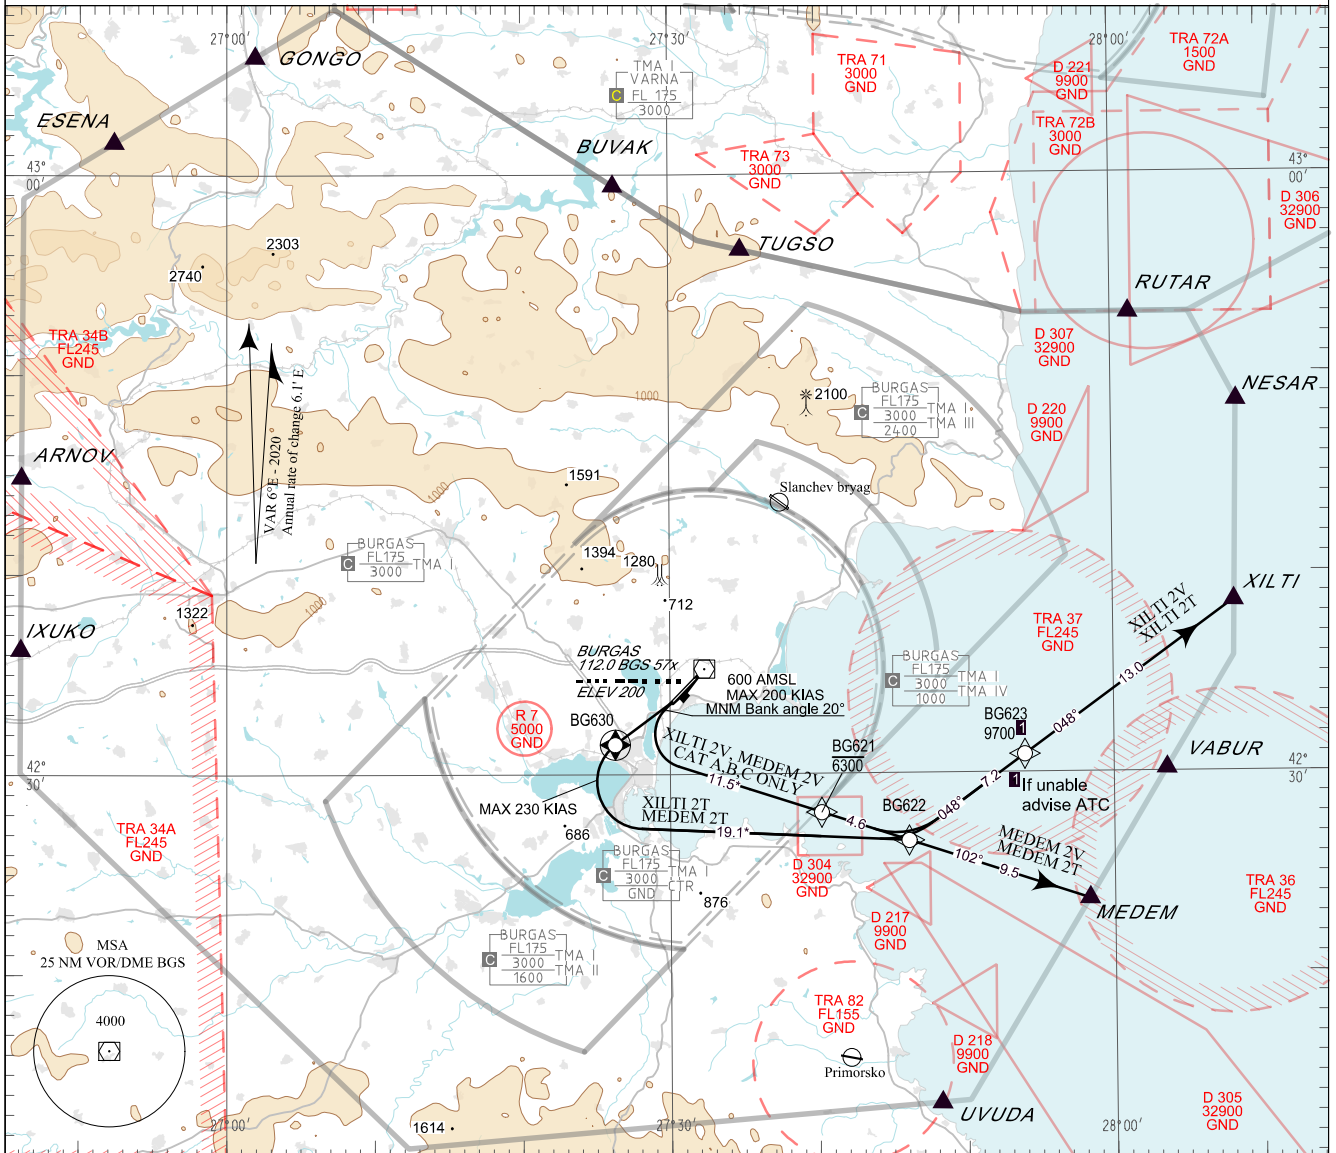 27°00'
27°30'
28°00'
GONGO
ESENA
BUVAK
TUGSO
RUTAR
NESAR
XILTI
VABUR
MEDEM
UVUDA
ARNOV
IXUKO
TMA I
VARNA
C
FL 175
3000
TRA 71
3000
GND
D 221
9900
GND
TRA 72A
1500
GND
TRA 72B
3000
GND
TRA 73
3000
GND
D 306
32900
GND
43°
00'
43°
00'
2303
2740
TRA 34B
FL245
GND
VAR 6°E - 2020
Annual rate of change 6.1' E
D 307
32900
GND
D 220
9900
GND
1000
2100
BURGAS
FL175
C
3000
TMA I
TMA III
2400
1000
1591
Slanchev bryag
BURGAS
FL175
C
3000
TMA I
1394
1280
712
1322
1000
TRA 37
FL245
GND
XILTI 2V
XILTI 2T
13.0
048°
BURGAS
112.0 BGS 57x
ELEV 200
600 AMSL
MAX 200 KIAS
MNM Bank angle 20°
BURGAS
FL175
C
3000
TMA I
TMA IV
1000
R 7
5000
GND
BG630
BG623
9700
1
BG621
6300
XILTI 2V, MEDEM 2V
CAT A,B,C ONLY
11.5*
7.2
048°
1
If unable
advise ATC
42°
30'
42°
30'
BG622
MAX 230 KIAS
XILTI 2T
MEDEM 2T
19.1*
4.6
MEDEM 2V
MEDEM 2T
102°
9.5
TRA 34A
FL245
GND
686
BURGAS
FL175
C
3000
TMA I
CTR
GND
876
D 304
32900
GND
TRA 36
FL245
GND
D 217
9900
GND
BURGAS
FL175
C
3000
TMA I
TMA II
1600
MSA
25 NM VOR/DME BGS
4000
TRA 82
FL155
GND
Primorsko
D 218
9900
GND
D 305
32900
GND
1614
27°00'
27°30'
28°00'